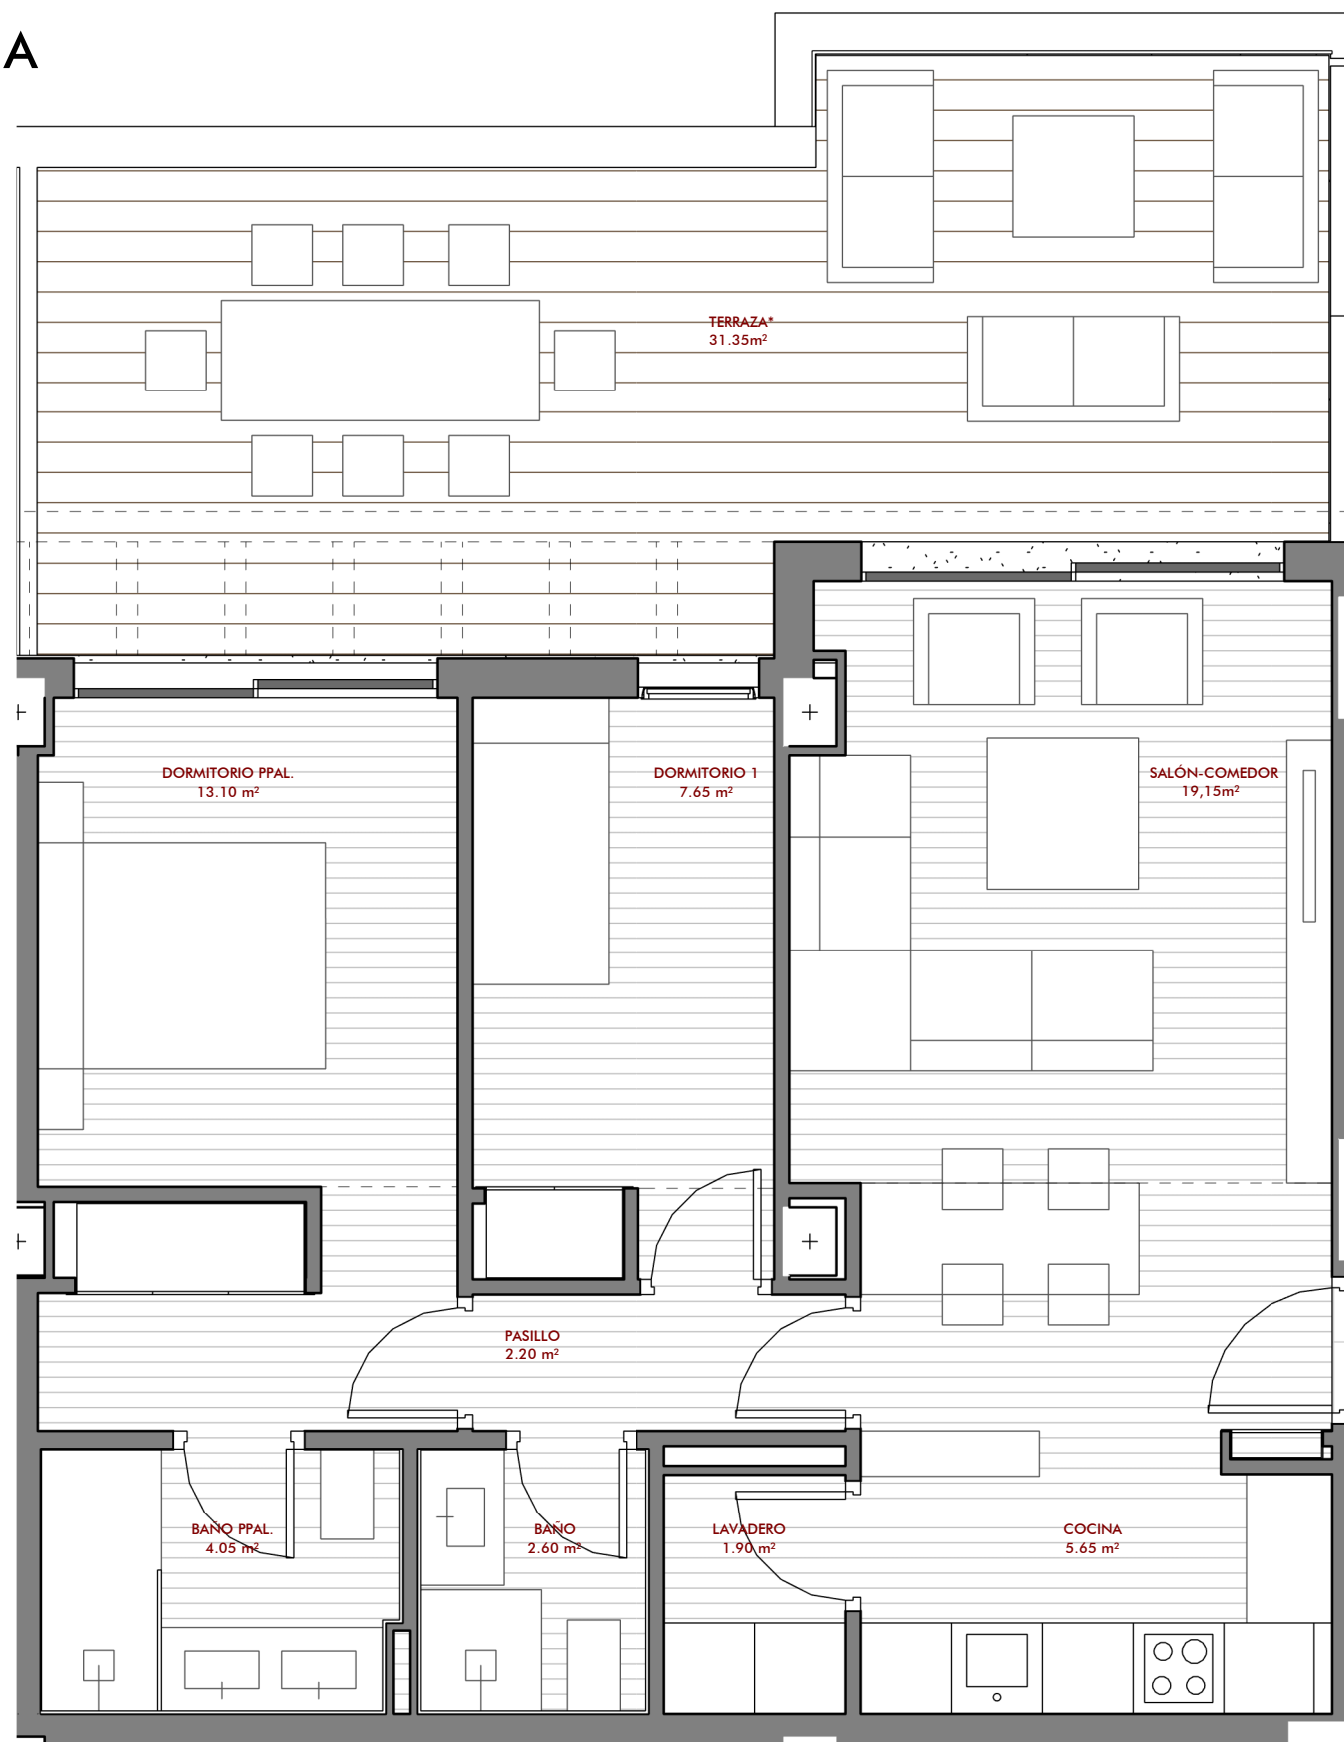 A
TERRAZA*
31.35m²
DORMITORIO PPAL.
13.10 m²
DORMITORIO 1
7.65 m²
SALÓN-COMEDOR
19,15m²
PASILLO
2.20 m²
BAÑO PPAL.
4.05 m²
BAÑO
2.60 m²
LAVADERO
1.90 m²
COCINA
5.65 m²